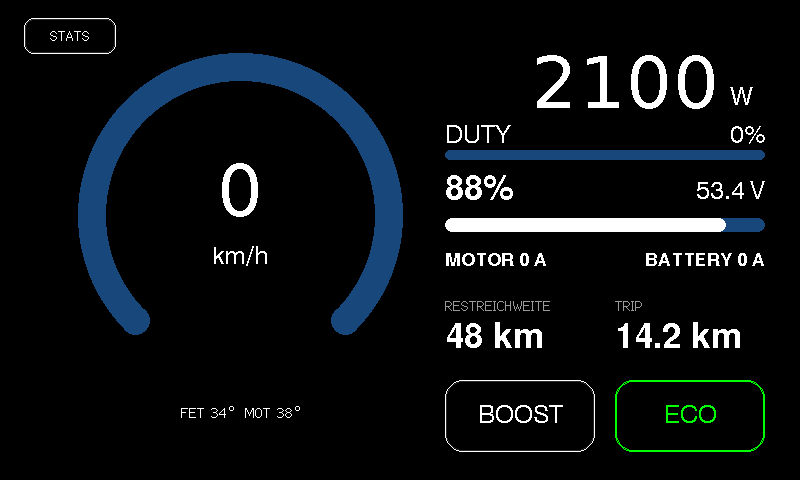 STATS
2100 W
DUTY 0%
88% 53.4 V
0
km/h
MOTOR 0 A BATTERY 0 A
RESTREICHWEITE TRIP
48 km 14.2 km
FET 34° MOT 38°
BOOST ECO